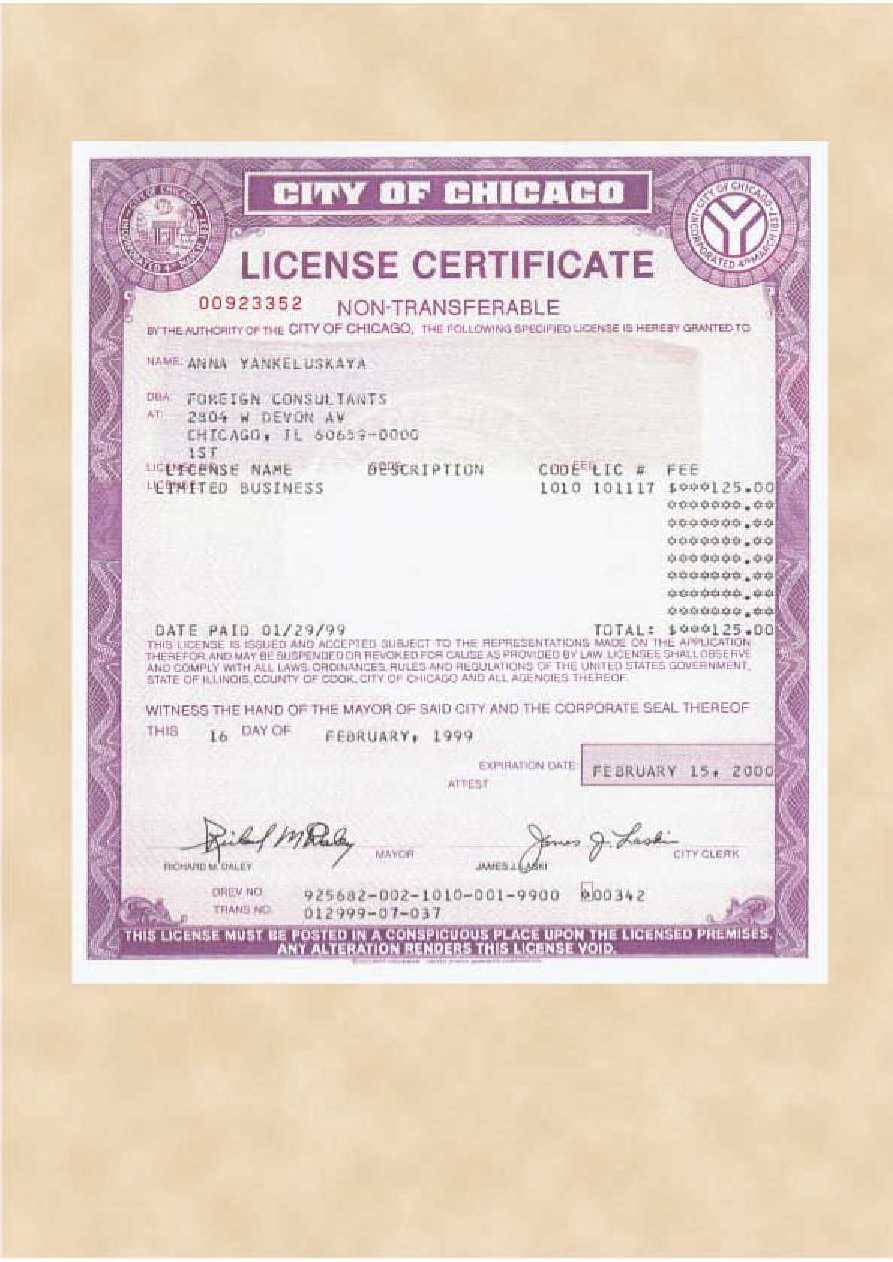 CITY OF CHICAGO
LICENSE CERTIFICATE
00923352 NON-TRANSFERABLE
BY THE AUTHORITY OF THE CITY OF CHICAGO, THE FOLLOWING SPECIFIED LICENSE IS HEREBY GRANTED TO
NAME: ANNA YANKELUSKAYA
DBA: FOREIGN CONSULTANTS
AT: 2804 W DEVON AV
CHICAGO, IL 60659-0000
1ST
LICENSE NAME DESCRIPTION CODE LIC # FEE
LIMITED BUSINESS 1010 101117 $***125.00
*******.**
*******.**
*******.**
*******.**
*******.**
*******.**
*******.**
DATE PAID 01/29/99 TOTAL: $***125.00
THIS LICENSE IS ISSUED AND ACCEPTED SUBJECT TO THE REPRESENTATIONS MADE ON THE APPLICATION
THEREFOR AND MAY BE SUSPENDED OR REVOKED FOR CAUSE AS PROVIDED BY LAW. LICENSEE SHALL OBSERVE
AND COMPLY WITH ALL LAWS, ORDINANCES, RULES AND REGULATIONS OF THE UNITED STATES GOVERNMENT,
STATE OF ILLINOIS, COUNTY OF COOK, CITY OF CHICAGO AND ALL AGENCIES THEREOF.
WITNESS THE HAND OF THE MAYOR OF SAID CITY AND THE CORPORATE SEAL THEREOF
THIS 16 DAY OF FEBRUARY, 1999
EXPIRATION DATE: FEBRUARY 15, 2000
ATTEST
Richard M Daley MAYOR James J. Laski CITY CLERK
RICHARD M. DALEY JAMES J. LASKI
DREV NO. 925682-002-1010-001-9900 000342
TRANS NO. 012999-07-037
THIS LICENSE MUST BE POSTED IN A CONSPICUOUS PLACE UPON THE LICENSED PREMISES.
ANY ALTERATION RENDERS THIS LICENSE VOID.